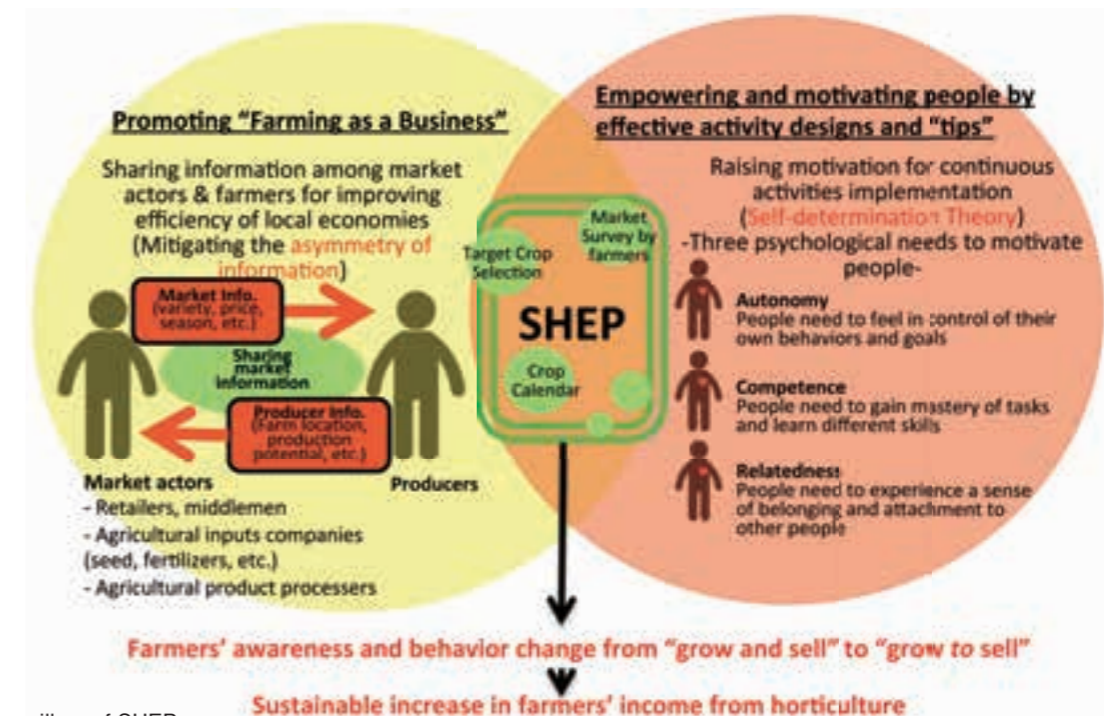 Promoting “Farming as a Business”
Sharing information among market
actors & farmers for improving
efficiency of local economies
(Mitigating the asymmetry of
information)
Market Info.
(variety, price,
season, etc.)
Sharing
market
information
Producer Info.
(Farm location,
production
potential, etc.)
Market actors
- Retailers, middlemen
- Agricultural inputs companies
(seed, fertilizers, etc.)
- Agricultural product processers
Producers
Target Crop
Selection
Market
Survey by
farmers
SHEP
Crop
Calendar
Empowering and motivating people by
effective activity designs and “tips”
Raising motivation for continuous
activities implementation
(Self-determination Theory)
-Three psychological needs to motivate
people-
Autonomy
People need to feel in control of their
own behaviors and goals
Competence
People need to gain mastery of tasks
and learn different skills
Relatedness
People need to experience a sense
of belonging and attachment to
other people
Farmers’ awareness and behavior change from “grow and sell” to “grow to sell”
Sustainable increase in farmers’ income from horticulture
of SHEP